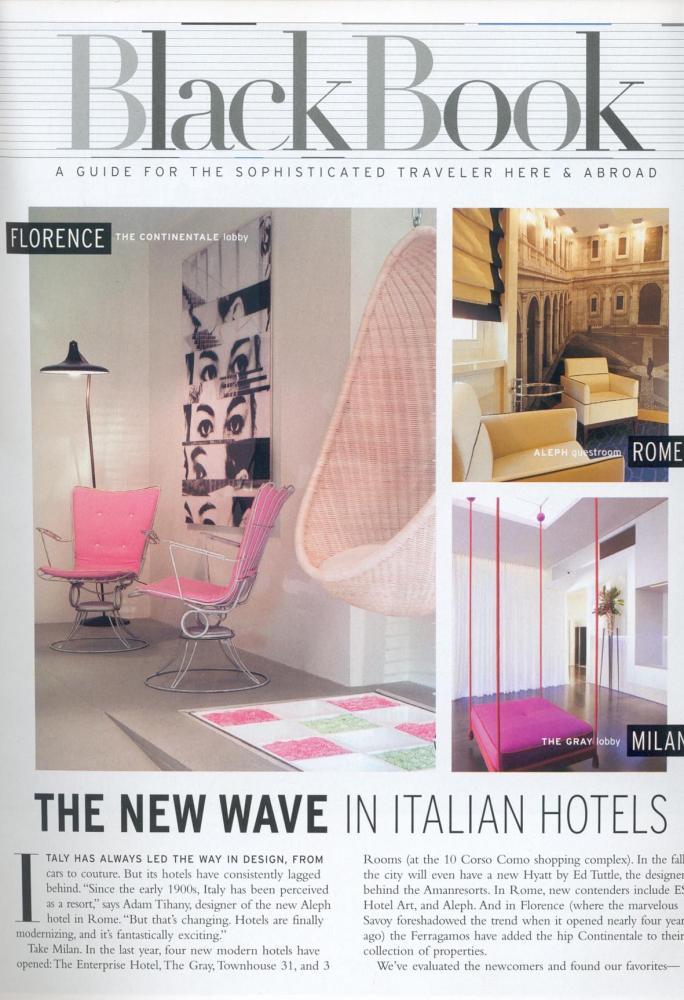 BlackBook
A GUIDE FOR THE SOPHISTICATED TRAVELER HERE & ABROAD
FLORENCE THE CONTINENTALE lobby
ALEPH guestroom ROME
THE GRAY lobby MILAN
THE NEW WAVE IN ITALIAN HOTELS
ITALY HAS ALWAYS LED THE WAY IN DESIGN, FROM
cars to couture. But its hotels have consistently lagged
behind. “Since the early 1900s, Italy has been perceived
as a resort,” says Adam Tihany, designer of the new Aleph
hotel in Rome. “But that’s changing. Hotels are finally
modernizing, and it’s fantastically exciting.”
Take Milan. In the last year, four new modern hotels have
opened: The Enterprise Hotel, The Gray, Townhouse 31, and 3
Rooms (at the 10 Corso Como shopping complex). In the fall
the city will even have a new Hyatt by Ed Tuttle, the designer
behind the Amanresorts. In Rome, new contenders include ES
Hotel Art, and Aleph. And in Florence (where the marvelous
Savoy foreshadowed the trend when it opened nearly four year
ago) the Ferragamos have added the hip Continentale to their
collection of properties.
We’ve evaluated the newcomers and found our favorites—